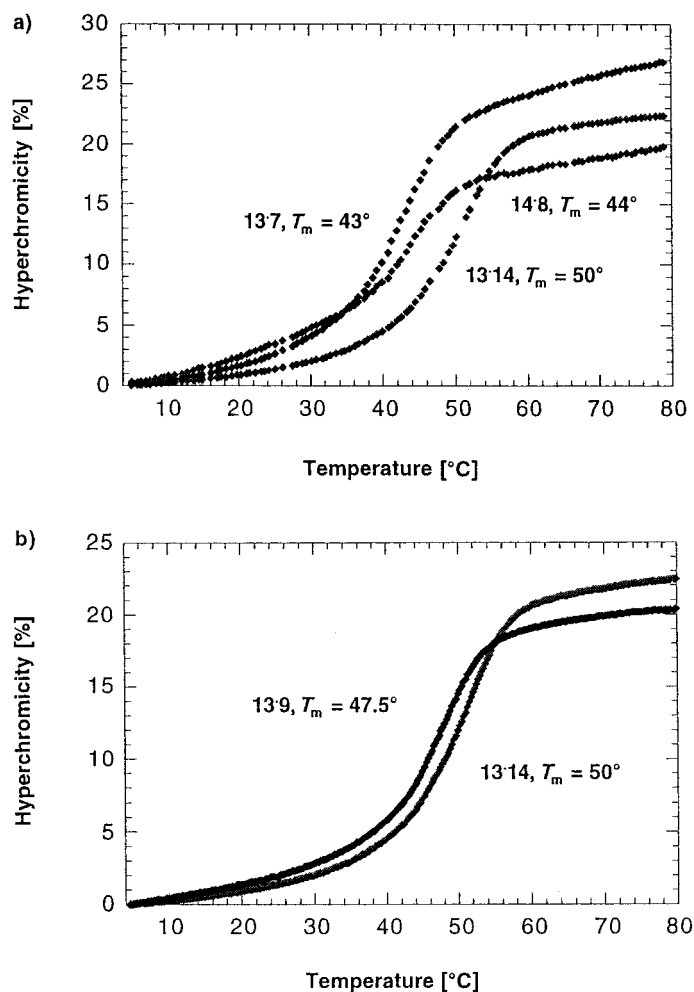 a)
30
25
20
15
10
5
0
Hyperchromicity [%]
13·7, Tm = 43°
14·8, Tm = 44°
13·14, Tm = 50°
10 20 30 40 50 60 70 80
Temperature [°C]
b)
25
20
15
10
5
0
Hyperchromicity [%]
13·9, Tm = 47.5°
13·14, Tm = 50°
10 20 30 40 50 60 70 80
Temperature [°C]